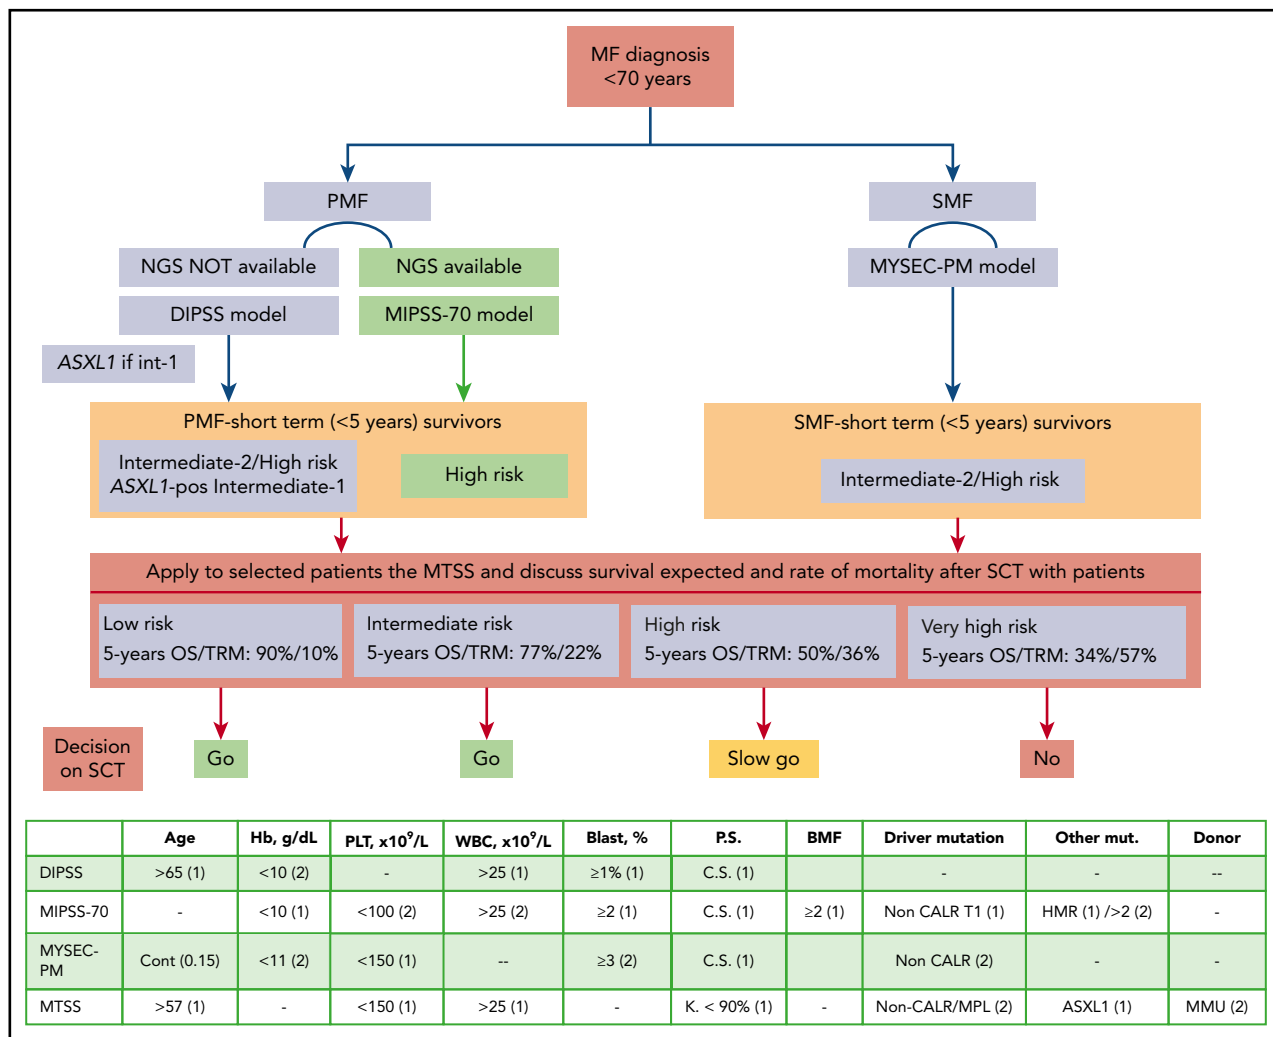 MF diagnosis
<70 years
PMF
SMF
NGS NOT available
NGS available
MYSEC-PM model
DIPSS model
MIPSS-70 model
ASXL1 if int-1
PMF-short term (<5 years) survivors
Intermediate-2/High risk
ASXL1-pos Intermediate-1
High risk
SMF-short term (<5 years) survivors
Intermediate-2/High risk
Apply to selected patients the MTSS and discuss survival expected and rate of mortality after SCT with patients
Low risk
5-years OS/TRM: 90%/10%
Intermediate risk
5-years OS/TRM: 77%/22%
High risk
5-years OS/TRM: 50%/36%
Very high risk
5-years OS/TRM: 34%/57%
Decision
on SCT
Go
Go
Slow go
No
Age Hb, g/dL PLT, x10⁹/L WBC, x10⁹/L Blast, % P.S. BMF Driver mutation Other mut. Donor
DIPSS >65 (1) <10 (2) - >25 (1) ≥1% (1) C.S. (1) - - --
MIPSS-70 - <10 (1) <100 (2) >25 (2) ≥2 (1) C.S. (1) ≥2 (1) Non CALR T1 (1) HMR (1) />2 (2) -
MYSEC-
PM Cont (0.15) <11 (2) <150 (1) -- ≥3 (2) C.S. (1) Non CALR (2) - -
MTSS >57 (1) - <150 (1) >25 (1) - K. < 90% (1) - Non-CALR/MPL (2) ASXL1 (1) MMU (2)